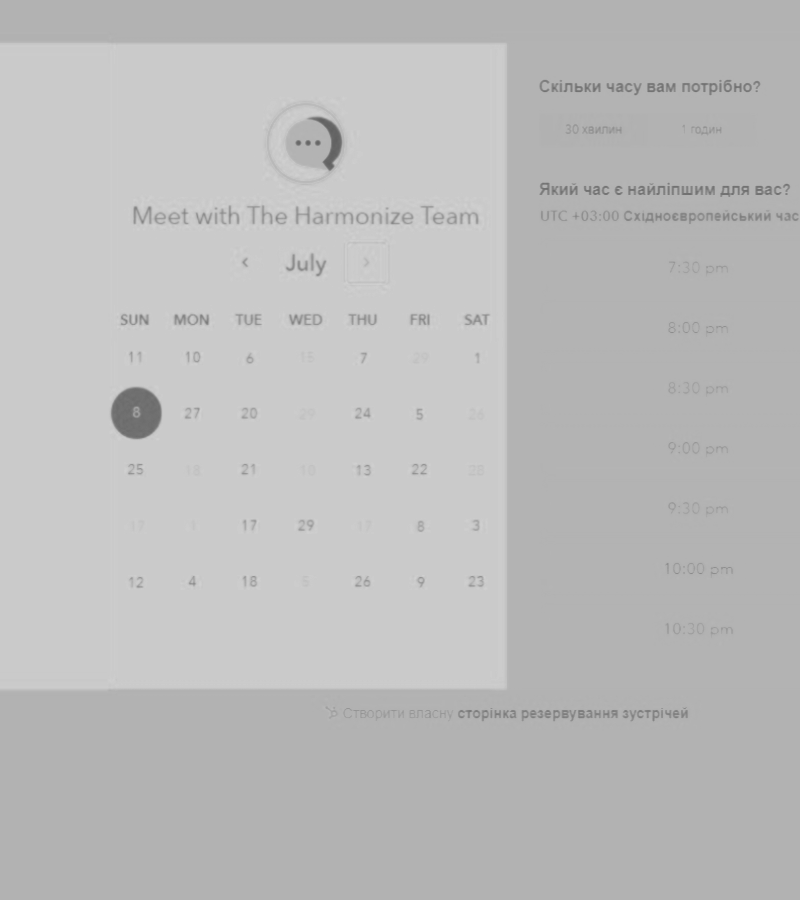 Meet with The Harmonize Team
July
SUN MON TUE WED THU FRI SAT
11 10 6 15 7 29 1
8 27 20 29 24 5 26
25 18 21 10 13 22 28
17 17 29 17 8 3
12 4 18 5 26 9 23
Скільки часу вам потрібно?
30 хвилин 1 годин
Який час є найліпшим для вас?
UTC +03:00 Східноєвропейський час
7:30 pm
8:00 pm
8:30 pm
9:00 pm
9:30 pm
10:00 pm
10:30 pm
Створити власну сторінка резервування зустрічей